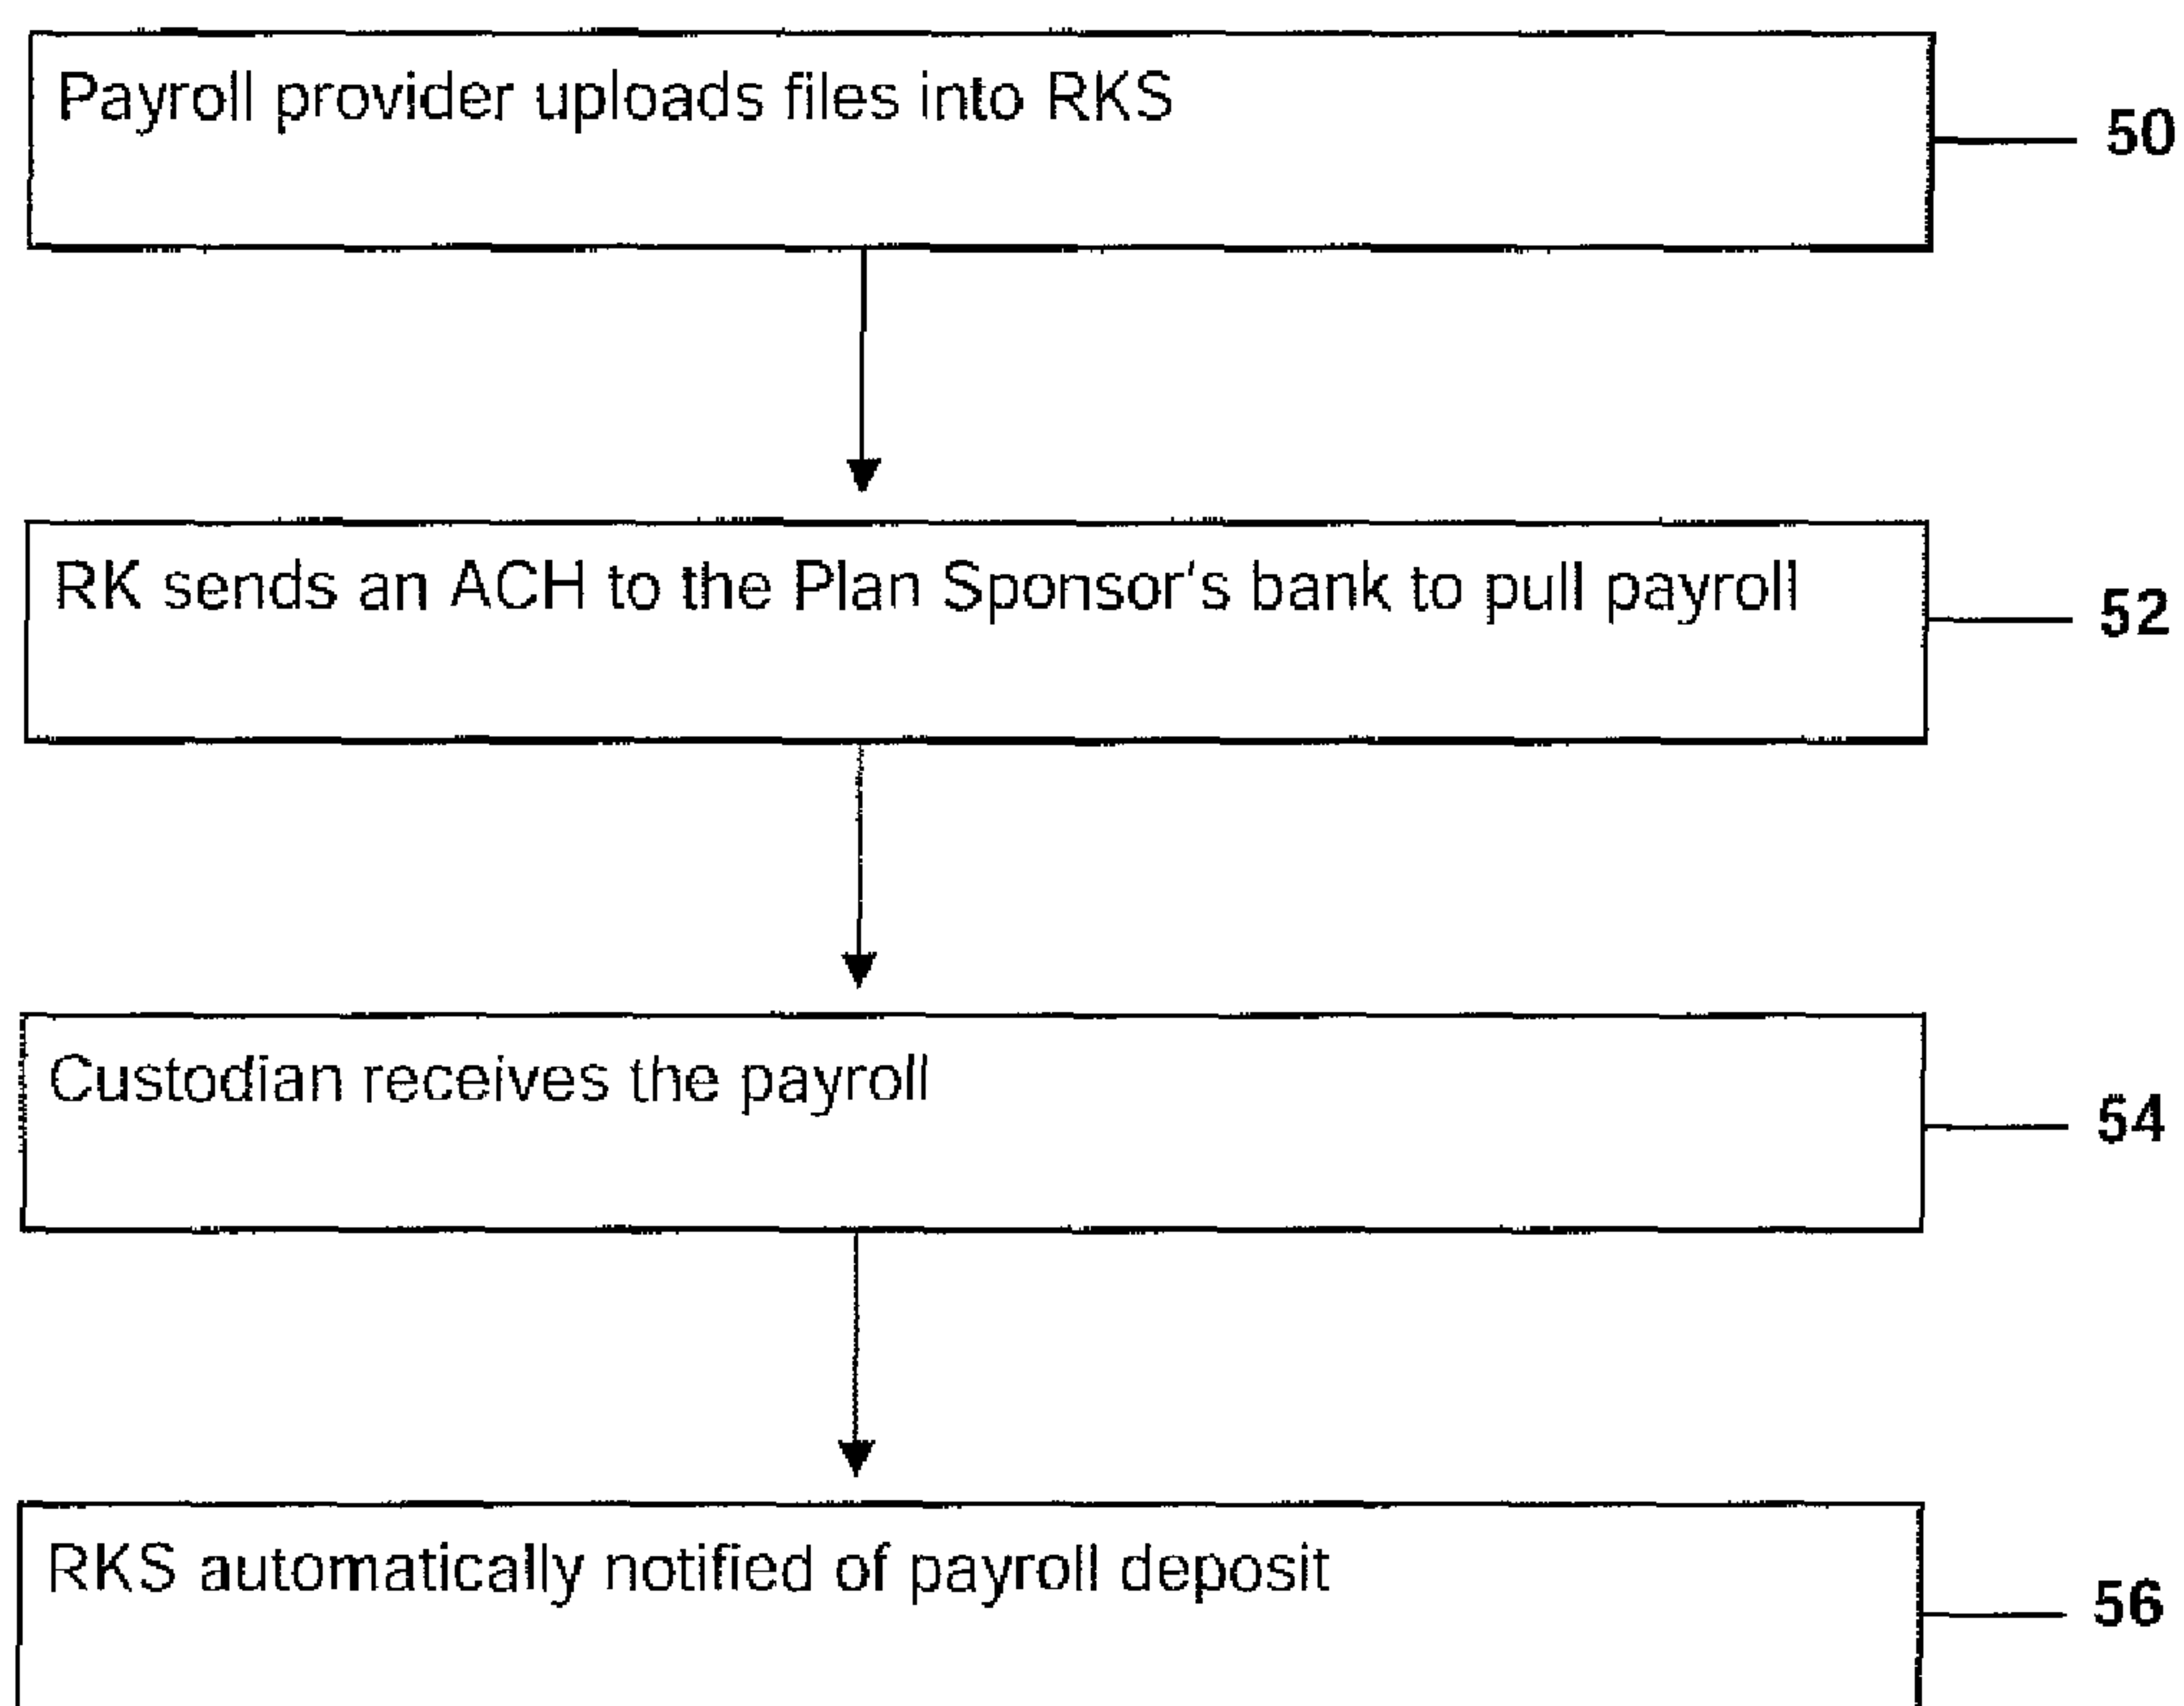 Payroll provider uploads files into RKS
50
RK sends an ACH to the Plan Sponsor's bank to pull payroll
52
Custodian receives the payroll
54
RKS automatically notified of payroll deposit
56